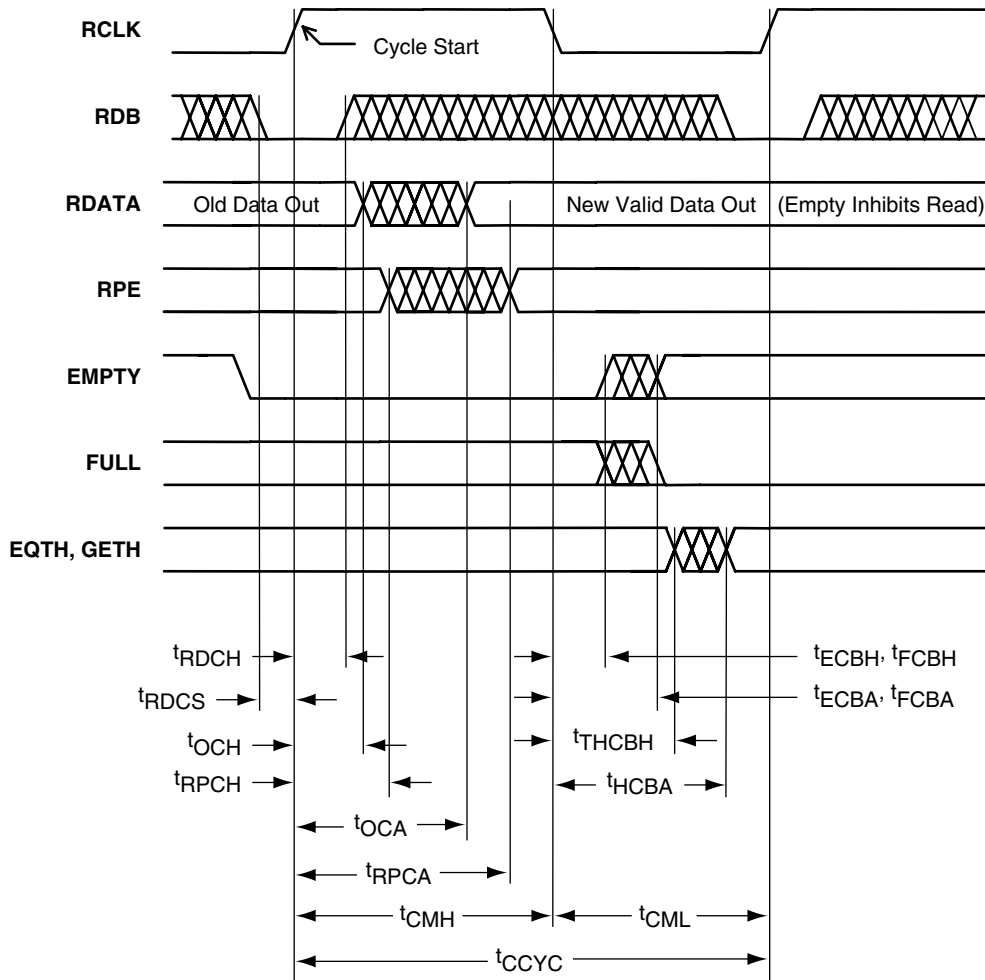 RCLK
Cycle Start
RDB
RDATA
Old Data Out
New Valid Data Out
(Empty Inhibits Read)
RPE
EMPTY
FULL
EQTH, GETH
tRDCH
tECBH, tFCBH
tRDCS
tECBA, tFCBA
tOCH
tTHCBH
tRPCH
tHCBA
tOCA
tRPCA
tCMH
tCML
tCCYC